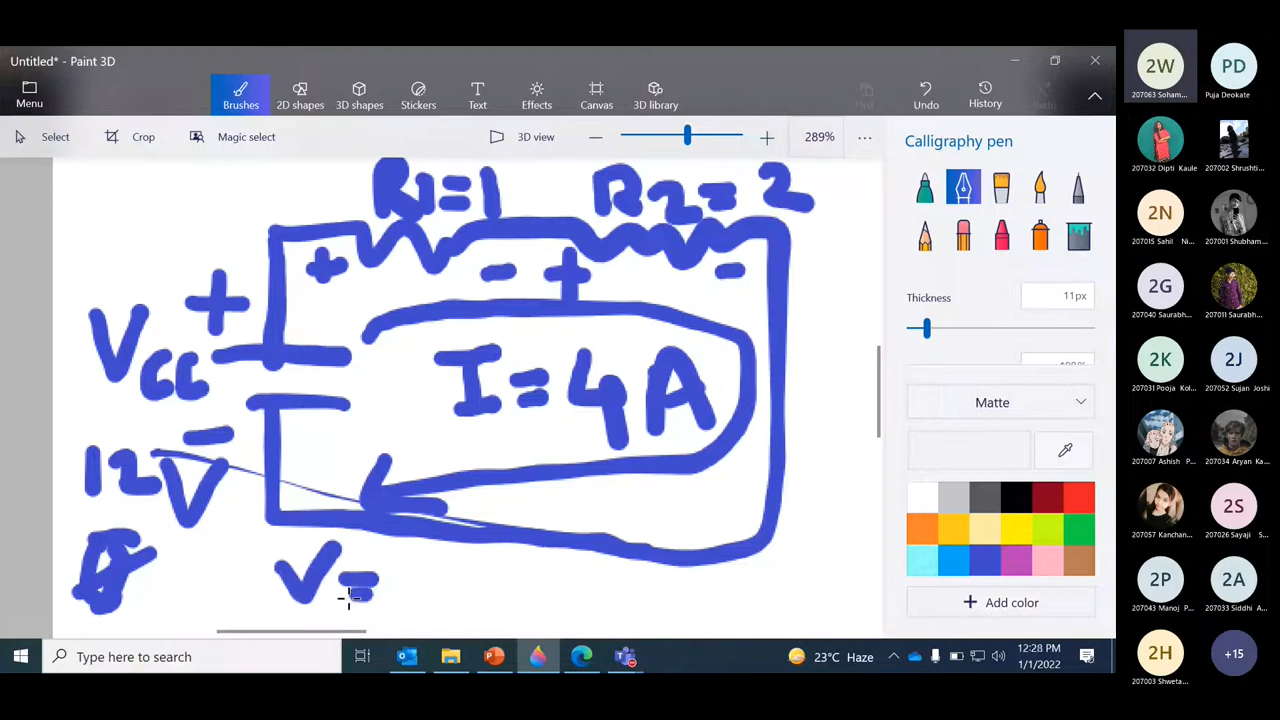 Untitled* - Paint 3D
Menu
Brushes
2D shapes
3D shapes
Stickers
Text
Effects
Canvas
3D library
Undo
History
Select
Crop
Magic select
3D view
289%
Calligraphy pen
Thickness
11px
Matte
Add color
R1=1
R2=2
+
-
+
-
+
Vcc
I=4A
-
12V
V=
2W
207063 Soham...
PD
Puja Deokate
207032 Dipti Kaule
207002 Shrushti...
2N
207015 Sahil Ni...
207001 Shubham...
2G
207040 Saurabh...
207011 Saurabh...
2K
207031 Pooja Kol...
2J
207052 Sujan Joshi
207007 Ashish P...
207034 Aryan Ka...
207057 Kanchan...
2S
207026 Sayaji S...
2P
207043 Manoj P...
2A
207033 Siddhi A...
2H
207003 Shweta...
+15
Type here to search
23°C Haze
12:28 PM
1/1/2022